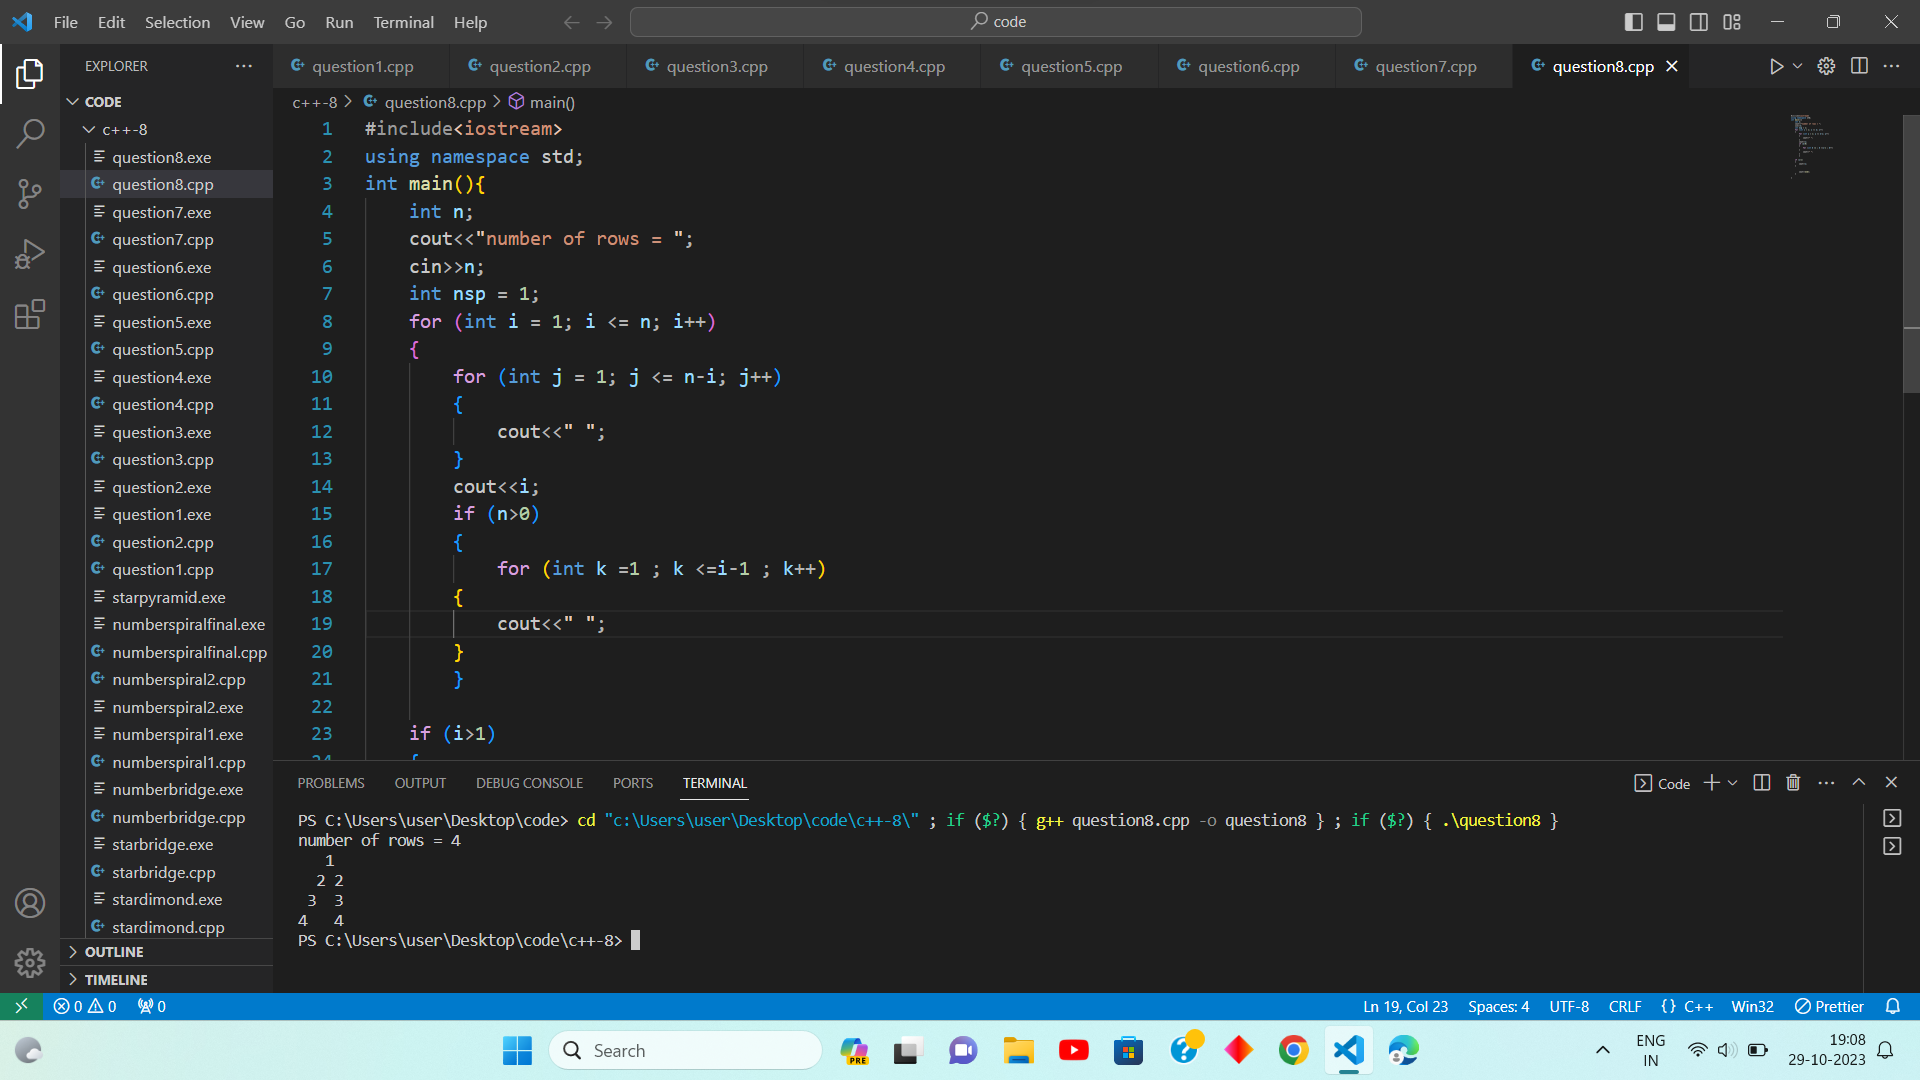 File Edit Selection View Go Run Terminal Help
code
EXPLORER
CODE
c++-8
question8.exe
question8.cpp
question7.exe
question7.cpp
question6.exe
question6.cpp
question5.exe
question5.cpp
question4.exe
question4.cpp
question3.exe
question3.cpp
question2.exe
question1.exe
question2.cpp
question1.cpp
starpyramid.exe
numberspiralfinal.exe
numberspiralfinal.cpp
numberspiral2.cpp
numberspiral2.exe
numberspiral1.exe
numberspiral1.cpp
numberbridge.exe
numberbridge.cpp
starbridge.exe
starbridge.cpp
stardimond.exe
stardimond.cpp
OUTLINE
TIMELINE
question1.cpp question2.cpp question3.cpp question4.cpp question5.cpp question6.cpp question7.cpp question8.cpp
c++-8 > question8.cpp > main()
1 #include<iostream>
2 using namespace std;
3 int main(){
4 int n;
5 cout<<"number of rows = ";
6 cin>>n;
7 int nsp = 1;
8 for (int i = 1; i <= n; i++)
9 {
10 for (int j = 1; j <= n-i; j++)
11 {
12 cout<<" ";
13 }
14 cout<<i;
15 if (n>0)
16 {
17 for (int k =1 ; k <=i-1 ; k++)
18 {
19 cout<<" ";
20 }
21 }
22
23 if (i>1)
24 {
PROBLEMS OUTPUT DEBUG CONSOLE PORTS TERMINAL
Code
PS C:\Users\user\Desktop\code> cd "c:\Users\user\Desktop\code\c++-8\" ; if ($?) { g++ question8.cpp -o question8 } ; if ($?) { .\question8 }
number of rows = 4
   1
  2 2
 3  3
4   4
PS C:\Users\user\Desktop\code\c++-8>
0 0 0
Ln 19, Col 23 Spaces: 4 UTF-8 CRLF {} C++ Win32 Prettier
Search
PRE
ENG
IN
19:08
29-10-2023